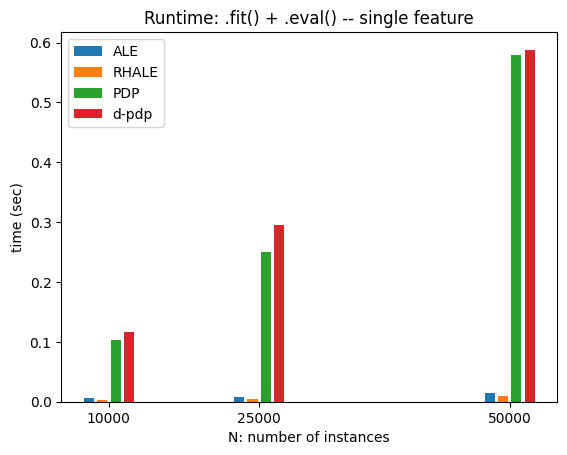 Runtime: .fit() + .eval() -- single feature
ALE
RHALE
PDP
d-pdp
time (sec)
0.6
0.5
0.4
0.3
0.2
0.1
0.0
10000
25000
50000
N: number of instances